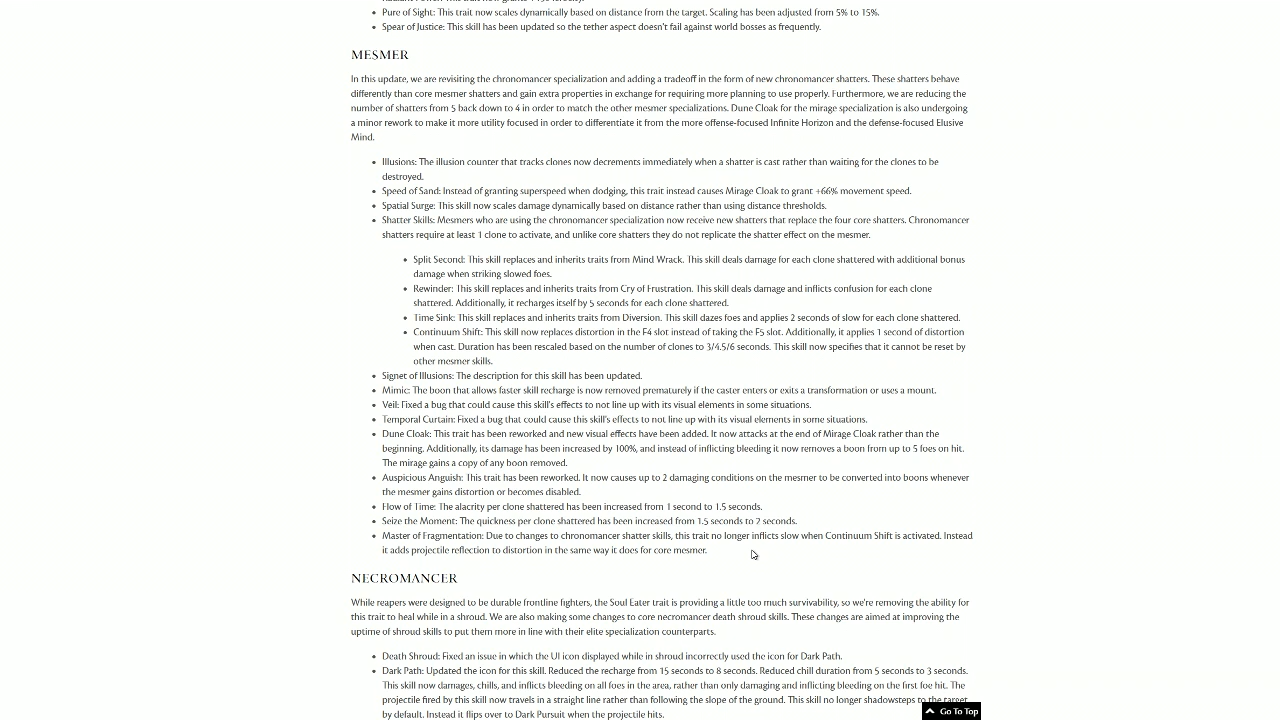 Pure of Sight: This trait now scales dynamically based on distance from the target. Scaling has been adjusted from 5% to 15%.
Spear of Justice: This skill has been updated so the tether aspect doesn't fail against world bosses as frequently.
MESMER
In this update, we are revisiting the chronomancer specialization and adding a tradeoff in the form of new chronomancer shatters. These shatters behave
differently than core mesmer shatters and gain extra properties in exchange for requiring more planning to use properly. Furthermore, we are reducing the
number of shatters from 5 back down to 4 in order to match the other mesmer specializations. Dune Cloak for the mirage specialization is also undergoing
a minor rework to make it more utility focused in order to differentiate it from the more offense-focused Infinite Horizon and the defense-focused Elusive
Mind.
Illusions: The illusion counter that tracks clones now decrements immediately when a shatter is cast rather than waiting for the clones to be
destroyed.
Speed of Sand: Instead of granting superspeed when dodging, this trait instead causes Mirage Cloak to grant +66% movement speed.
Spatial Surge: This skill now scales damage dynamically based on distance rather than using distance thresholds.
Shatter Skills: Mesmers who are using the chronomancer specialization now receive new shatters that replace the four core shatters. Chronomancer
shatters require at least 1 clone to activate, and unlike core shatters they do not replicate the shatter effect on the mesmer.
Split Second: This skill replaces and inherits traits from Mind Wrack. This skill deals damage for each clone shattered with additional bonus
damage when striking slowed foes.
Rewinder: This skill replaces and inherits traits from Cry of Frustration. This skill deals damage and inflicts confusion for each clone
shattered. Additionally, it recharges itself by 5 seconds for each clone shattered.
Time Sink: This skill replaces and inherits traits from Diversion. This skill dazes foes and applies 2 seconds of slow for each clone shattered.
Continuum Shift: This skill now replaces distortion in the F4 slot instead of taking the F5 slot. Additionally, it applies 1 second of distortion
when cast. Duration has been rescaled based on the number of clones to 3/4.5/6 seconds. This skill now specifies that it cannot be reset by
other mesmer skills.
Signet of Illusions: The description for this skill has been updated.
Mimic: The boon that allows faster skill recharge is now removed prematurely if the caster enters or exits a transformation or uses a mount.
Veil: Fixed a bug that could cause this skill's effects to not line up with its visual elements in some situations.
Temporal Curtain: Fixed a bug that could cause this skill's effects to not line up with its visual elements in some situations.
Dune Cloak: This trait has been reworked and new visual effects have been added. It now attacks at the end of Mirage Cloak rather than the
beginning. Additionally, its damage has been increased by 100%, and instead of inflicting bleeding it now removes a boon from up to 5 foes on hit.
The mirage gains a copy of any boon removed.
Auspicious Anguish: This trait has been reworked. It now causes up to 2 damaging conditions on the mesmer to be converted into boons whenever
the mesmer gains distortion or becomes disabled.
Flow of Time: The alacrity per clone shattered has been increased from 1 second to 1.5 seconds.
Seize the Moment: The quickness per clone shattered has been increased from 1.5 seconds to 2 seconds.
Master of Fragmentation: Due to changes to chronomancer shatter skills, this trait no longer inflicts slow when Continuum Shift is activated. Instead
it adds projectile reflection to distortion in the same way it does for core mesmer.
NECROMANCER
While reapers were designed to be durable frontline fighters, the Soul Eater trait is providing a little too much survivability, so we're removing the ability for
this trait to heal while in a shroud. We are also making some changes to core necromancer death shroud skills. These changes are aimed at improving the
uptime of shroud skills to put them more in line with their elite specialization counterparts.
Death Shroud: Fixed an issue in which the UI icon displayed while in shroud incorrectly used the icon for Dark Path.
Dark Path: Updated the icon for this skill. Reduced the recharge from 15 seconds to 8 seconds. Reduced chill duration from 5 seconds to 3 seconds.
This skill now damages, chills, and inflicts bleeding on all foes in the area, rather than only damaging and inflicting bleeding on the first foe hit. The
projectile fired by this skill now travels in a straight line rather than following the slope of the ground. This skill no longer shadowsteps to the target
by default. Instead it flips over to Dark Pursuit when the projectile hits.
Go To Top